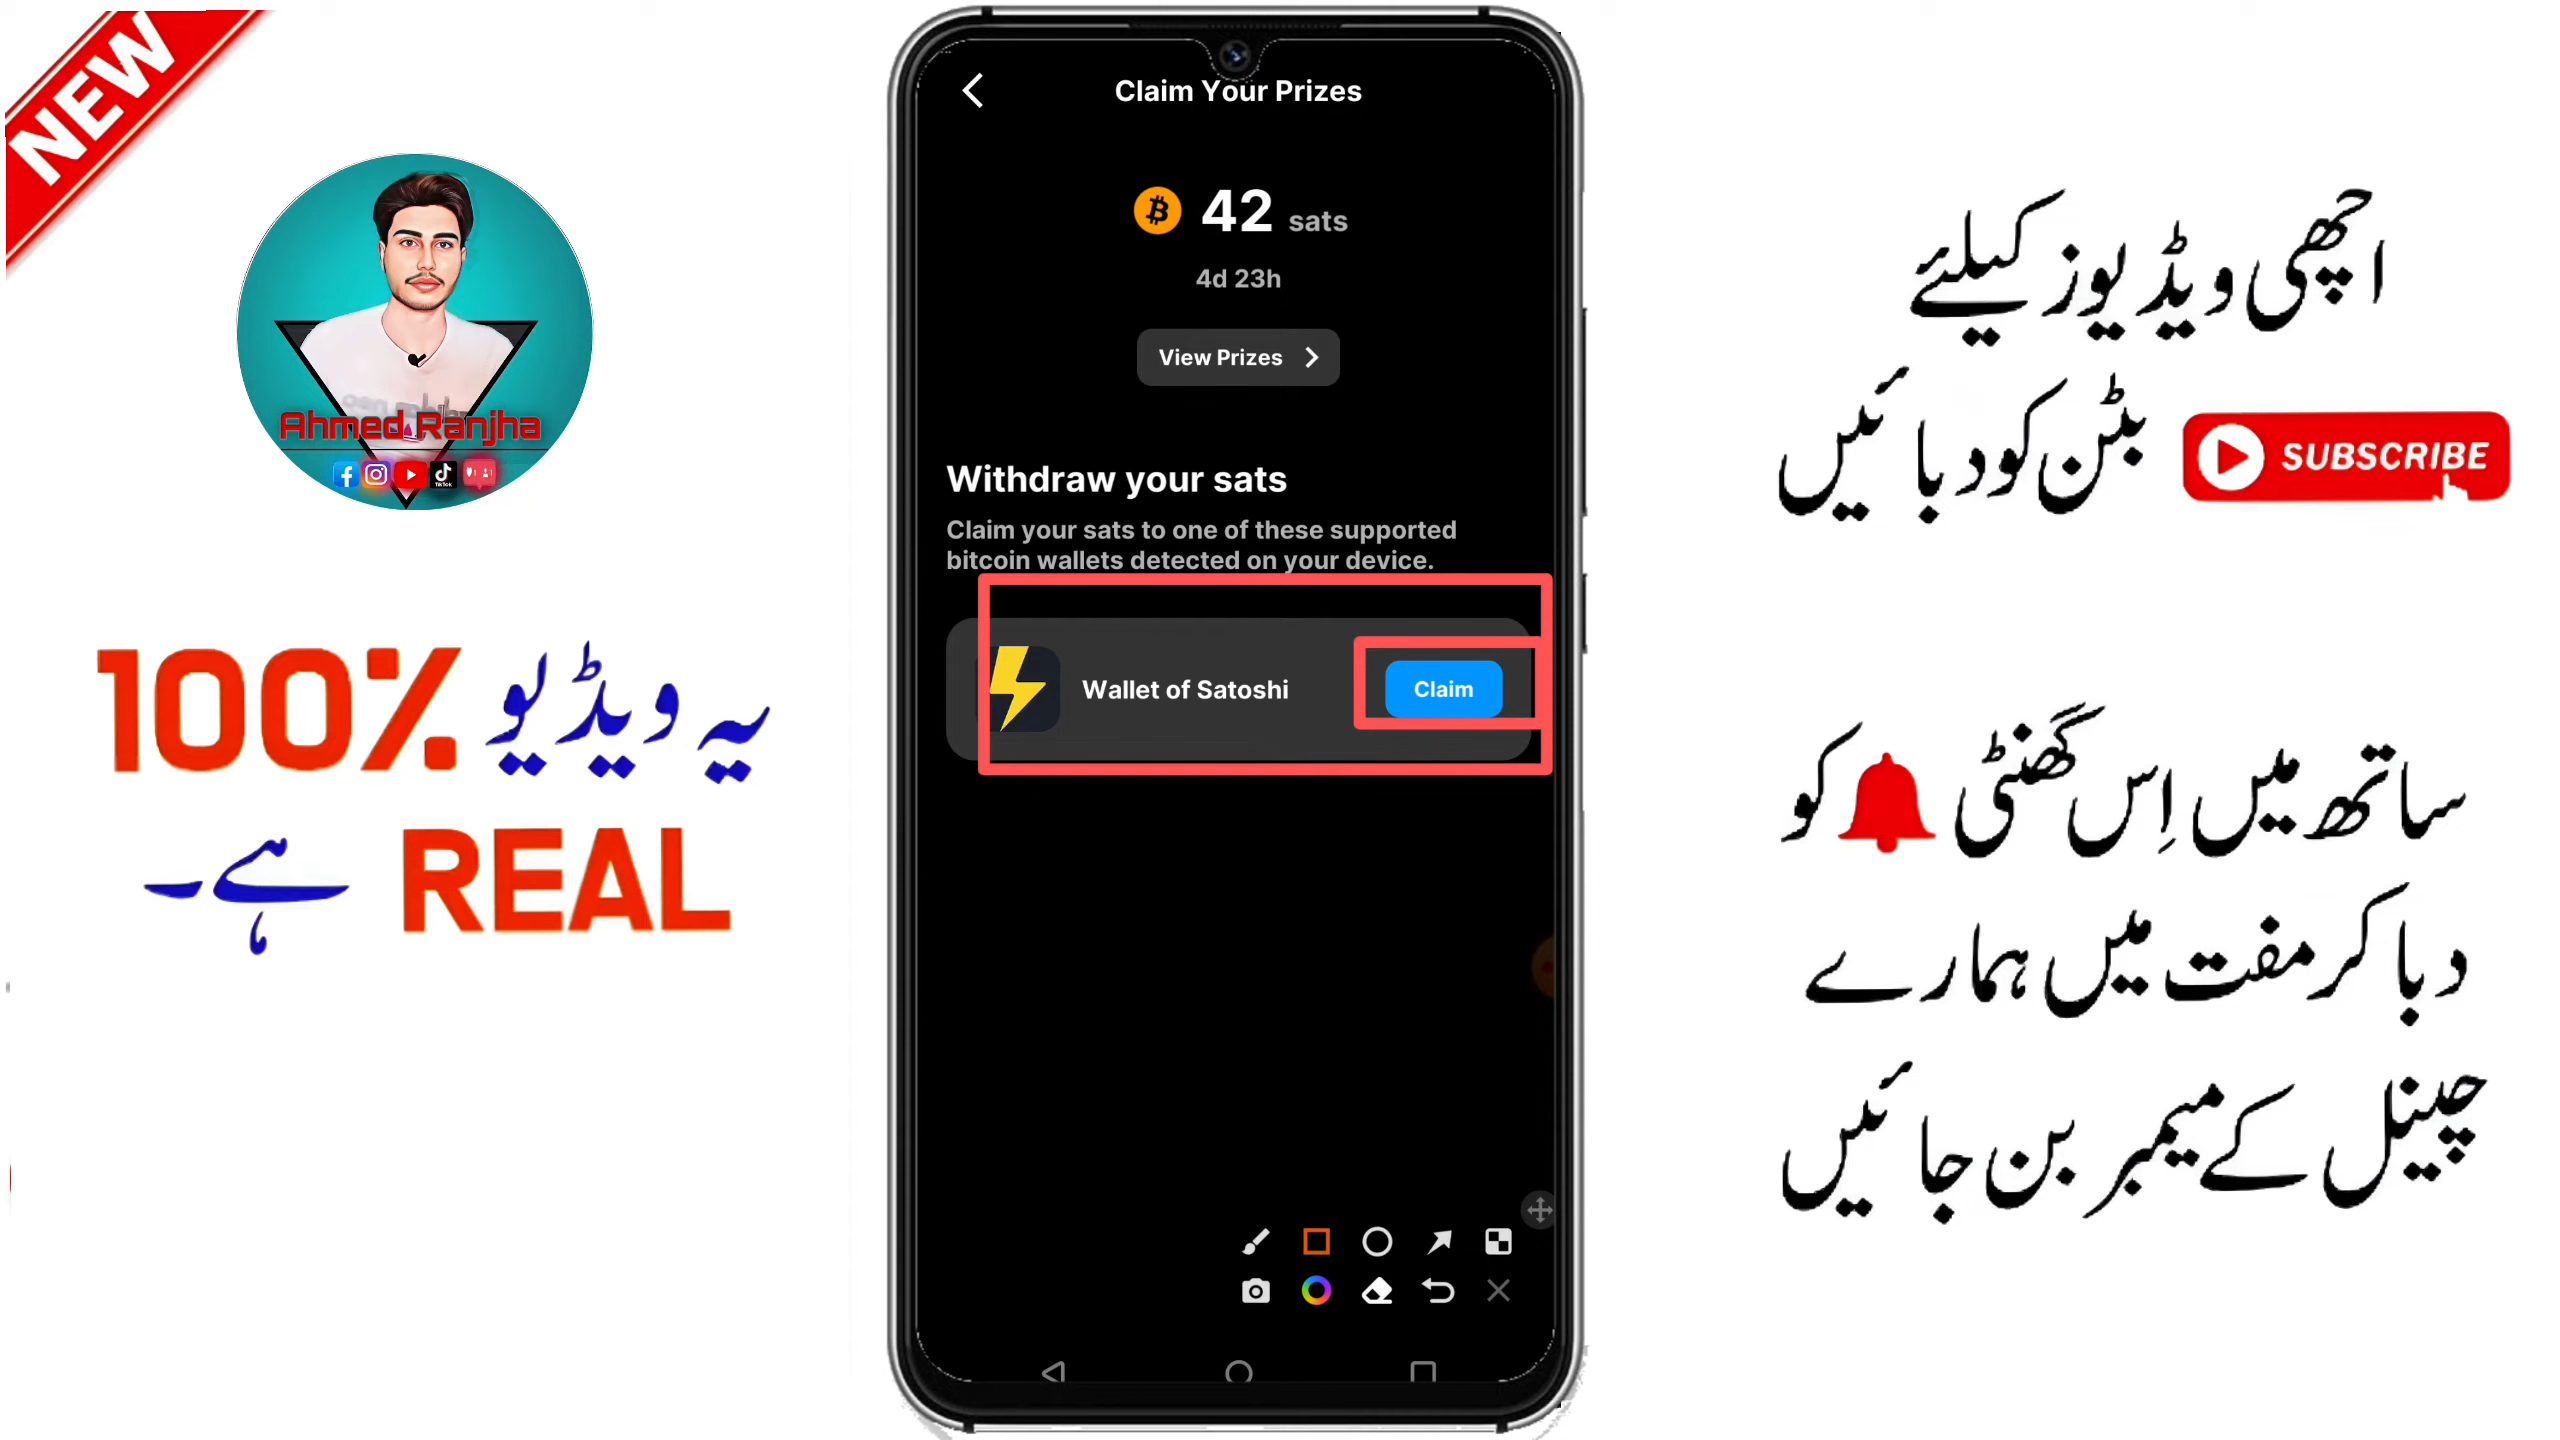 NEW
Ahmed Ranjha
یہ ویڈیو 100%
REAL ہے۔
Claim Your Prizes
42 sats
4d 23h
View Prizes
Withdraw your sats
Claim your sats to one of these supported
bitcoin wallets detected on your device.
Wallet of Satoshi
Claim
اچھی ویڈیوز کیلئے
SUBSCRIBE بٹن کو دبائیں
ساتھ میں اِس گھنٹی کو
دبا کر مفت میں ہمارے
چینل کے میمبر بن جائیں